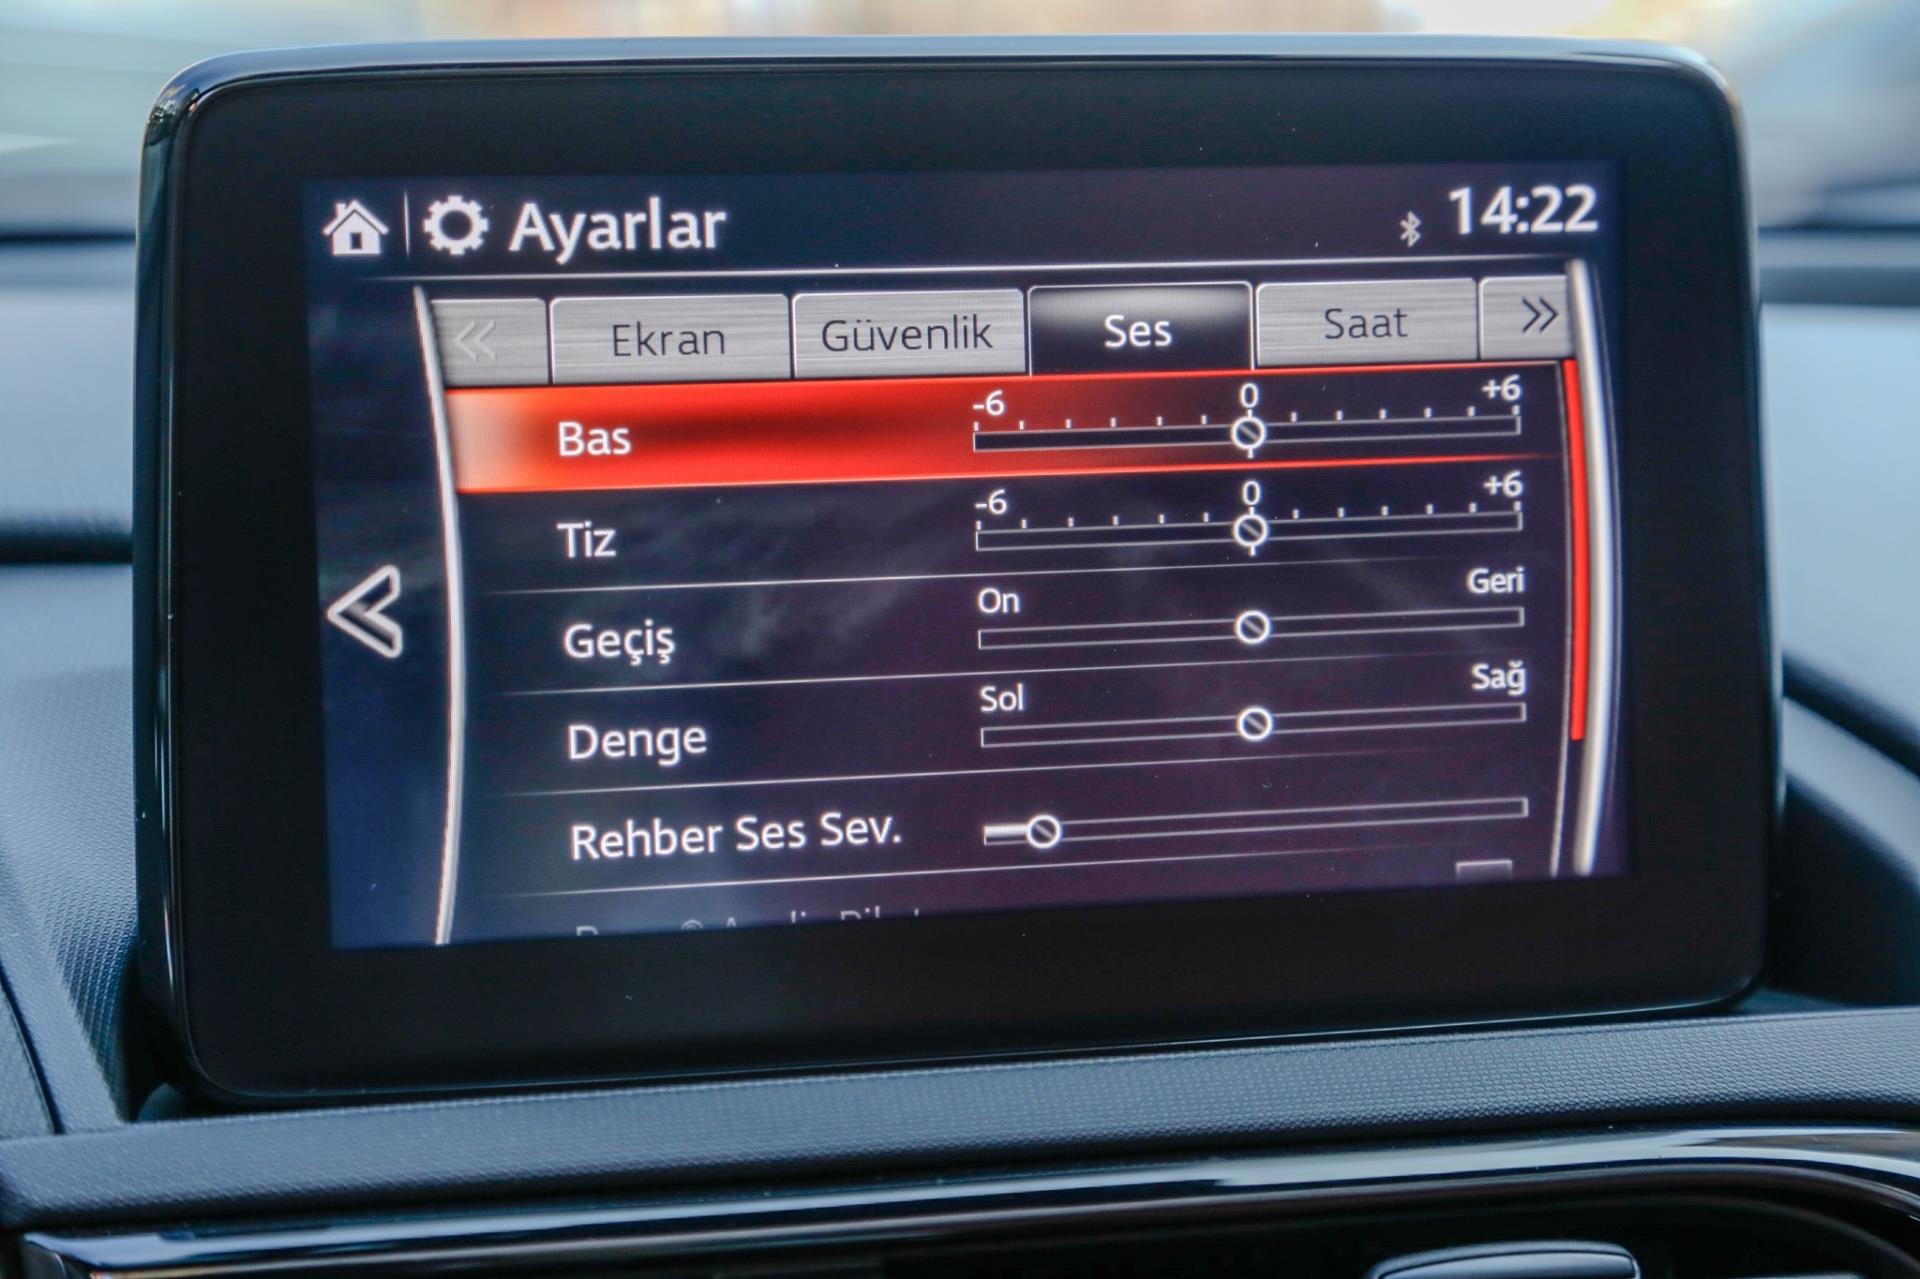 Ayarlar 14:22
Ekran Güvenlik Ses Saat
Bas -6 0 +6
Tiz -6 0 +6
Geçiş On Geri
Denge Sol Sağ
Rehber Ses Sev.